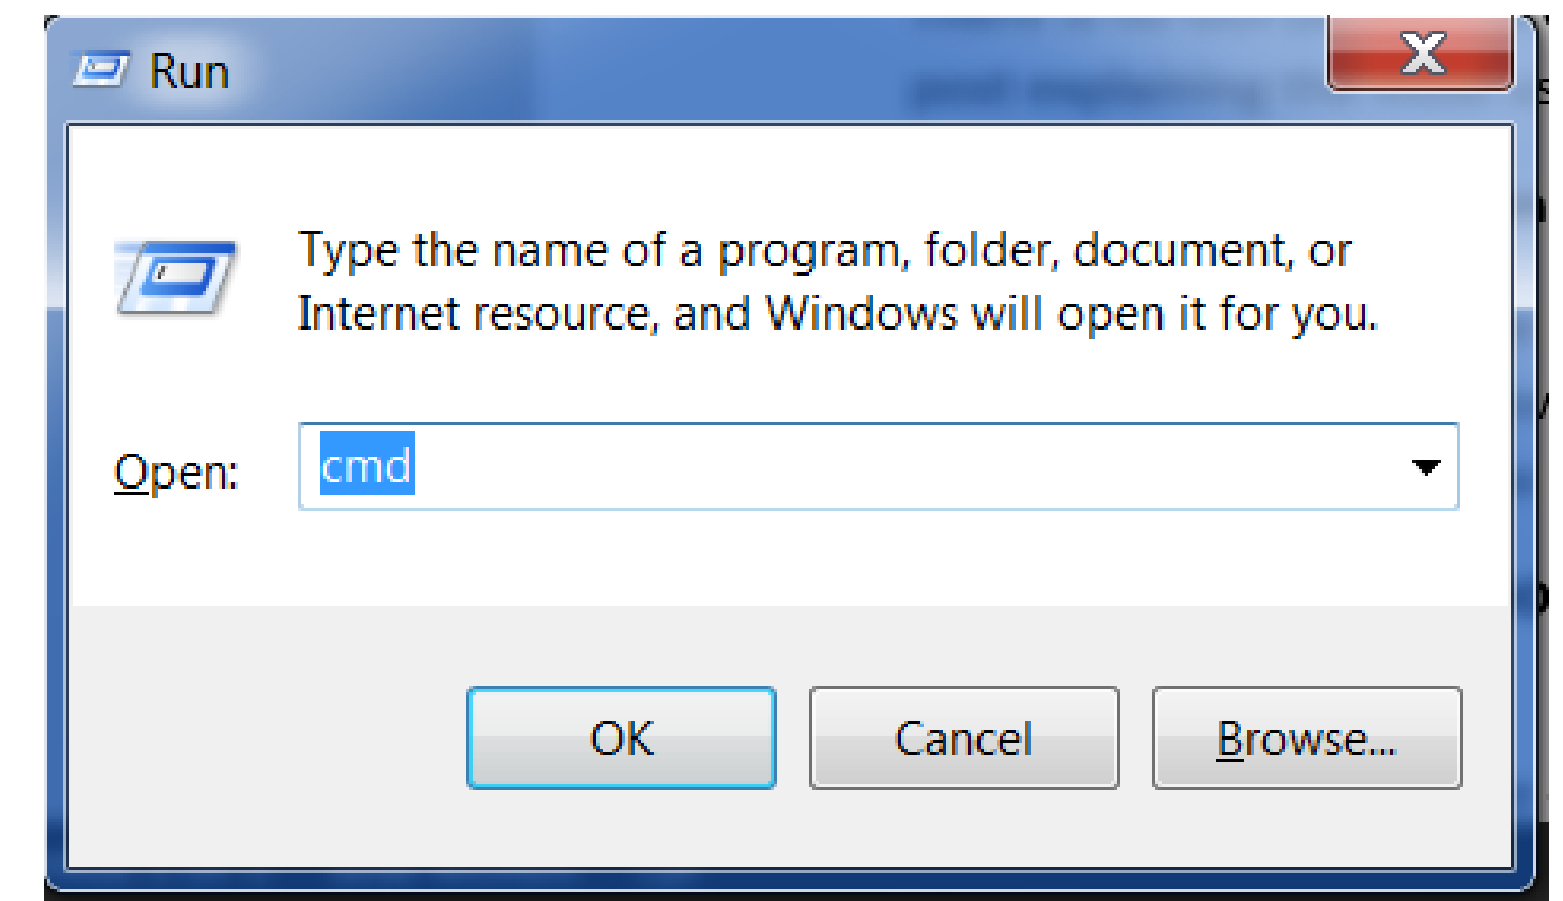 Run
Type the name of a program, folder, document, or
Internet resource, and Windows will open it for you.
Open:
cmd
OK
Cancel
Browse...